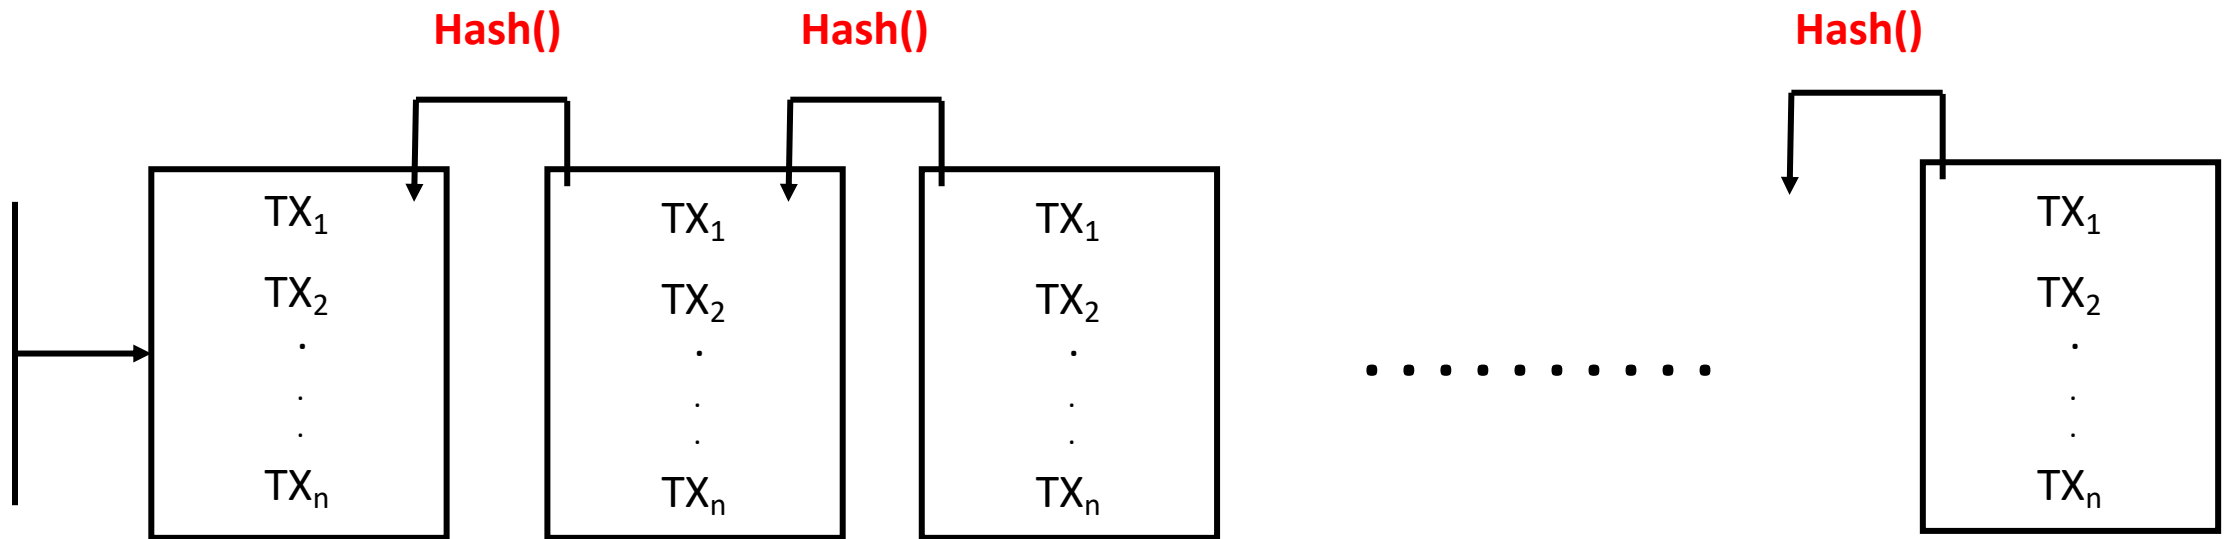 Hash() Hash() Hash()
TX₁ TX₁ TX₁ TX₁
TX₂ TX₂ TX₂ TX₂
. . . .
. . . .
. . . .
..........
TXₙ TXₙ TXₙ TXₙ